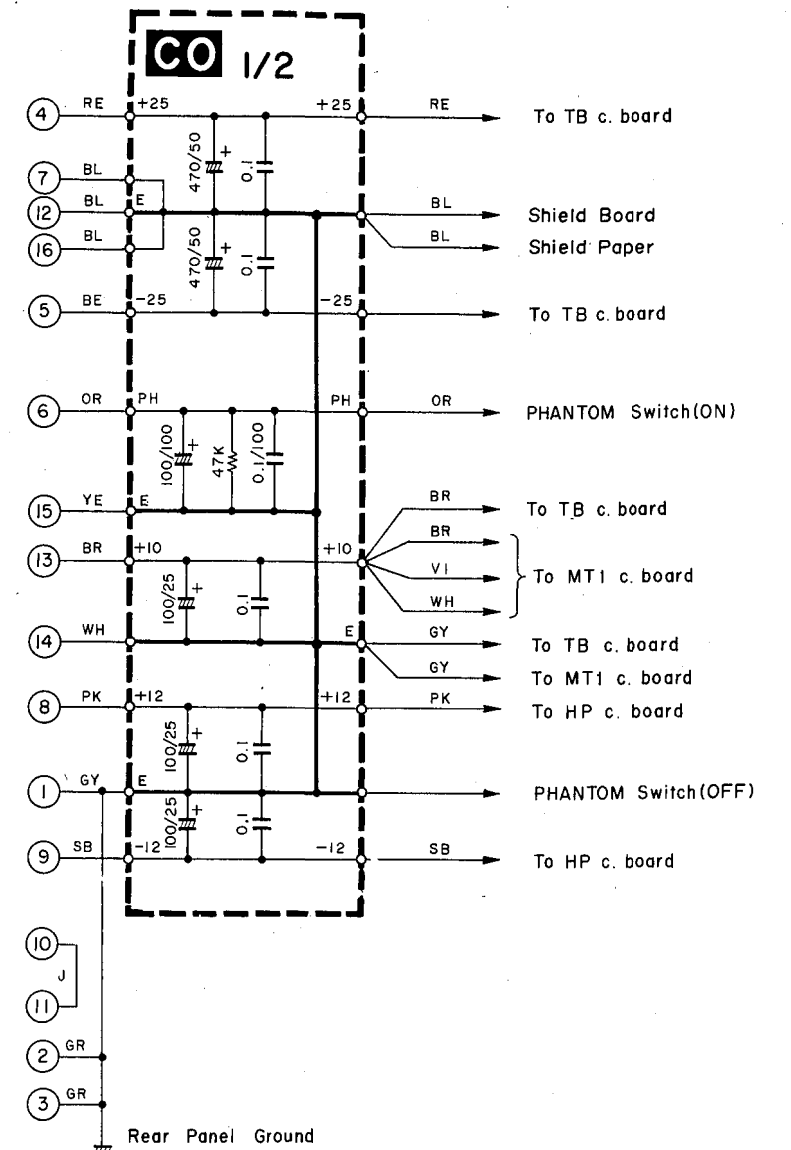 CO 1/2
4 RE +25 +25 RE To TB c. board
470/50 + 0.1
7 BL
12 BL E BL Shield Board
16 BL BL Shield Paper
470/50 + 0.1
5 BE -25 -25 To TB c. board
6 OR PH PH OR PHANTOM Switch (ON)
100/100 + 47K 0.1/100
15 YE E BR To TB c. board
13 BR +10 +10 BR
VI To MT1 c. board
WH
100/25 + 0.1
14 WH E GY To TB c. board
GY To MT1 c. board
8 PK +12 +12 PK To HP c. board
100/25 + 0.1
1 GY E PHANTOM Switch (OFF)
100/25 + 0.1
9 SB -12 -12 SB To HP c. board
10
J
11
2 GR
3 GR
Rear Panel Ground